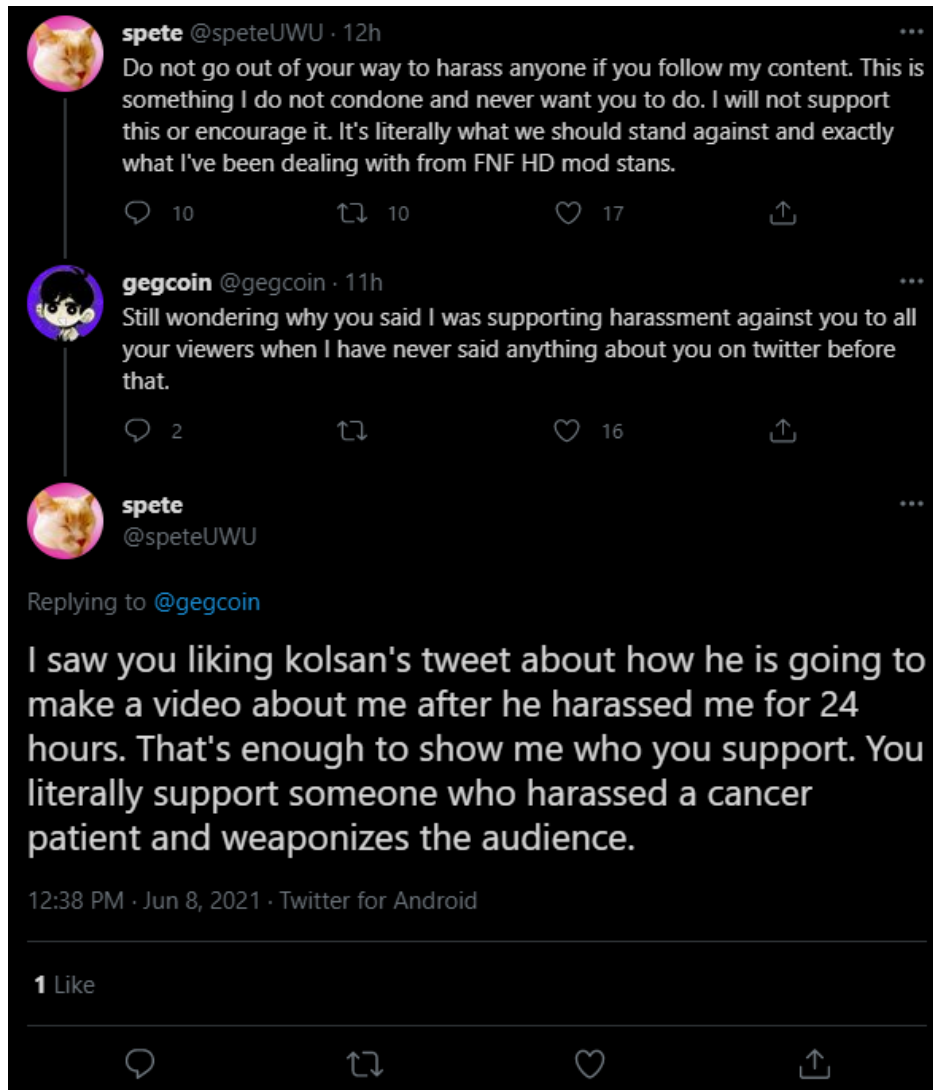 spete @speteUWU · 12h
Do not go out of your way to harass anyone if you follow my content. This is
something I do not condone and never want you to do. I will not support
this or encourage it. It's literally what we should stand against and exactly
what I've been dealing with from FNF HD mod stans.
10 10 17
gegcoin @gegcoin · 11h
Still wondering why you said I was supporting harassment against you to all
your viewers when I have never said anything about you on twitter before
that.
2 16
spete
@speteUWU
Replying to @gegcoin
I saw you liking kolsan's tweet about how he is going to
make a video about me after he harassed me for 24
hours. That's enough to show me who you support. You
literally support someone who harassed a cancer
patient and weaponizes the audience.
12:38 PM · Jun 8, 2021 · Twitter for Android
1 Like